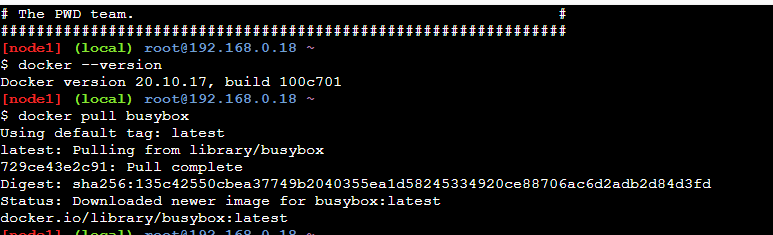 # The PWD team. #
###############################################################
[node1] (local) root@192.168.0.18 ~
$ docker --version
Docker version 20.10.17, build 100c701
[node1] (local) root@192.168.0.18 ~
$ docker pull busybox
Using default tag: latest
latest: Pulling from library/busybox
729ce43e2c91: Pull complete
Digest: sha256:135c42550cbea37749b2040355ea1d58245334920ce88706ac6d2adb2d84d3fd
Status: Downloaded newer image for busybox:latest
docker.io/library/busybox:latest
[node1] (local) root@192.168.0.18 ~